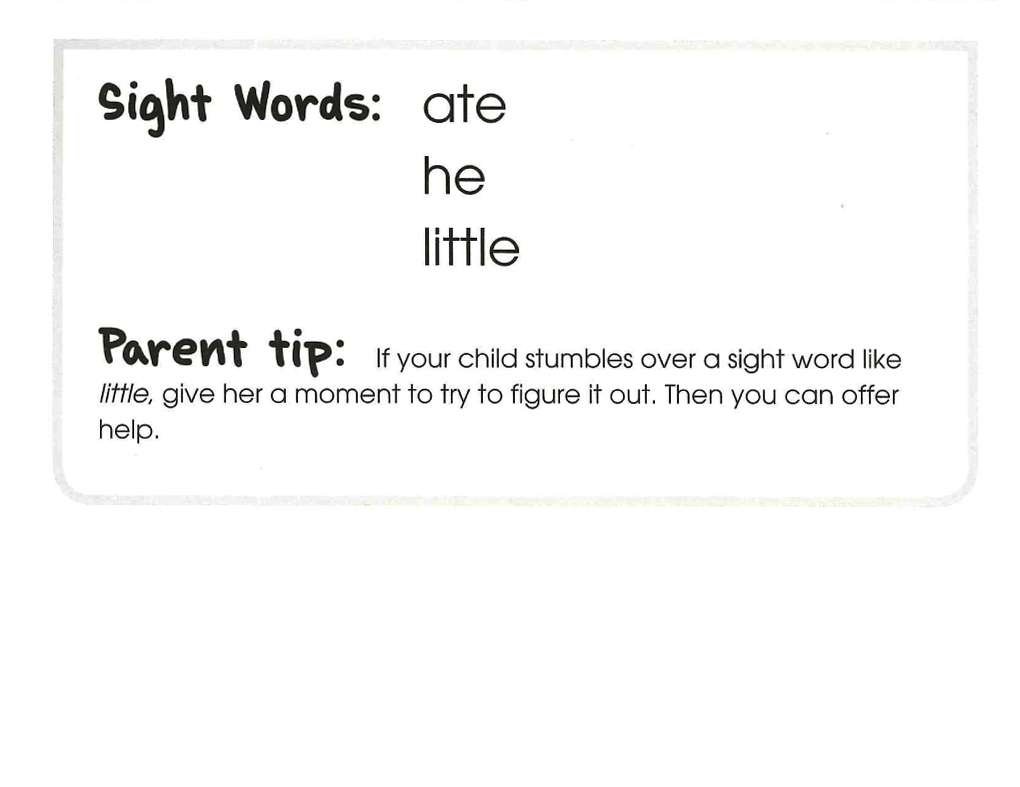 Sight Words: ate
he
little
Parent tip: If your child stumbles over a sight word like
little, give her a moment to try to figure it out. Then you can offer
help.